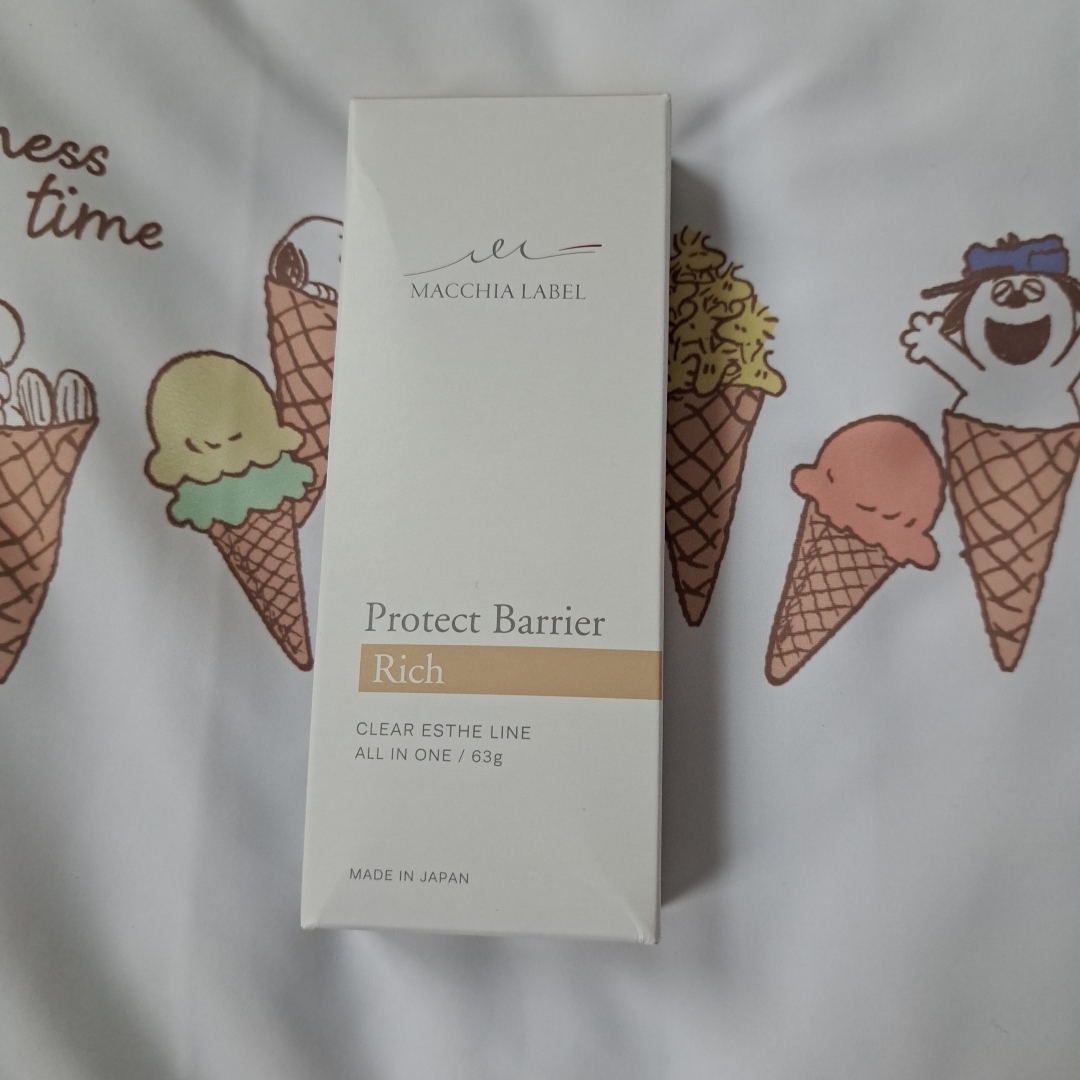 ness
time
MACCHIA LABEL
Protect Barrier
Rich
CLEAR ESTHE LINE
ALL IN ONE / 63g
MADE IN JAPAN